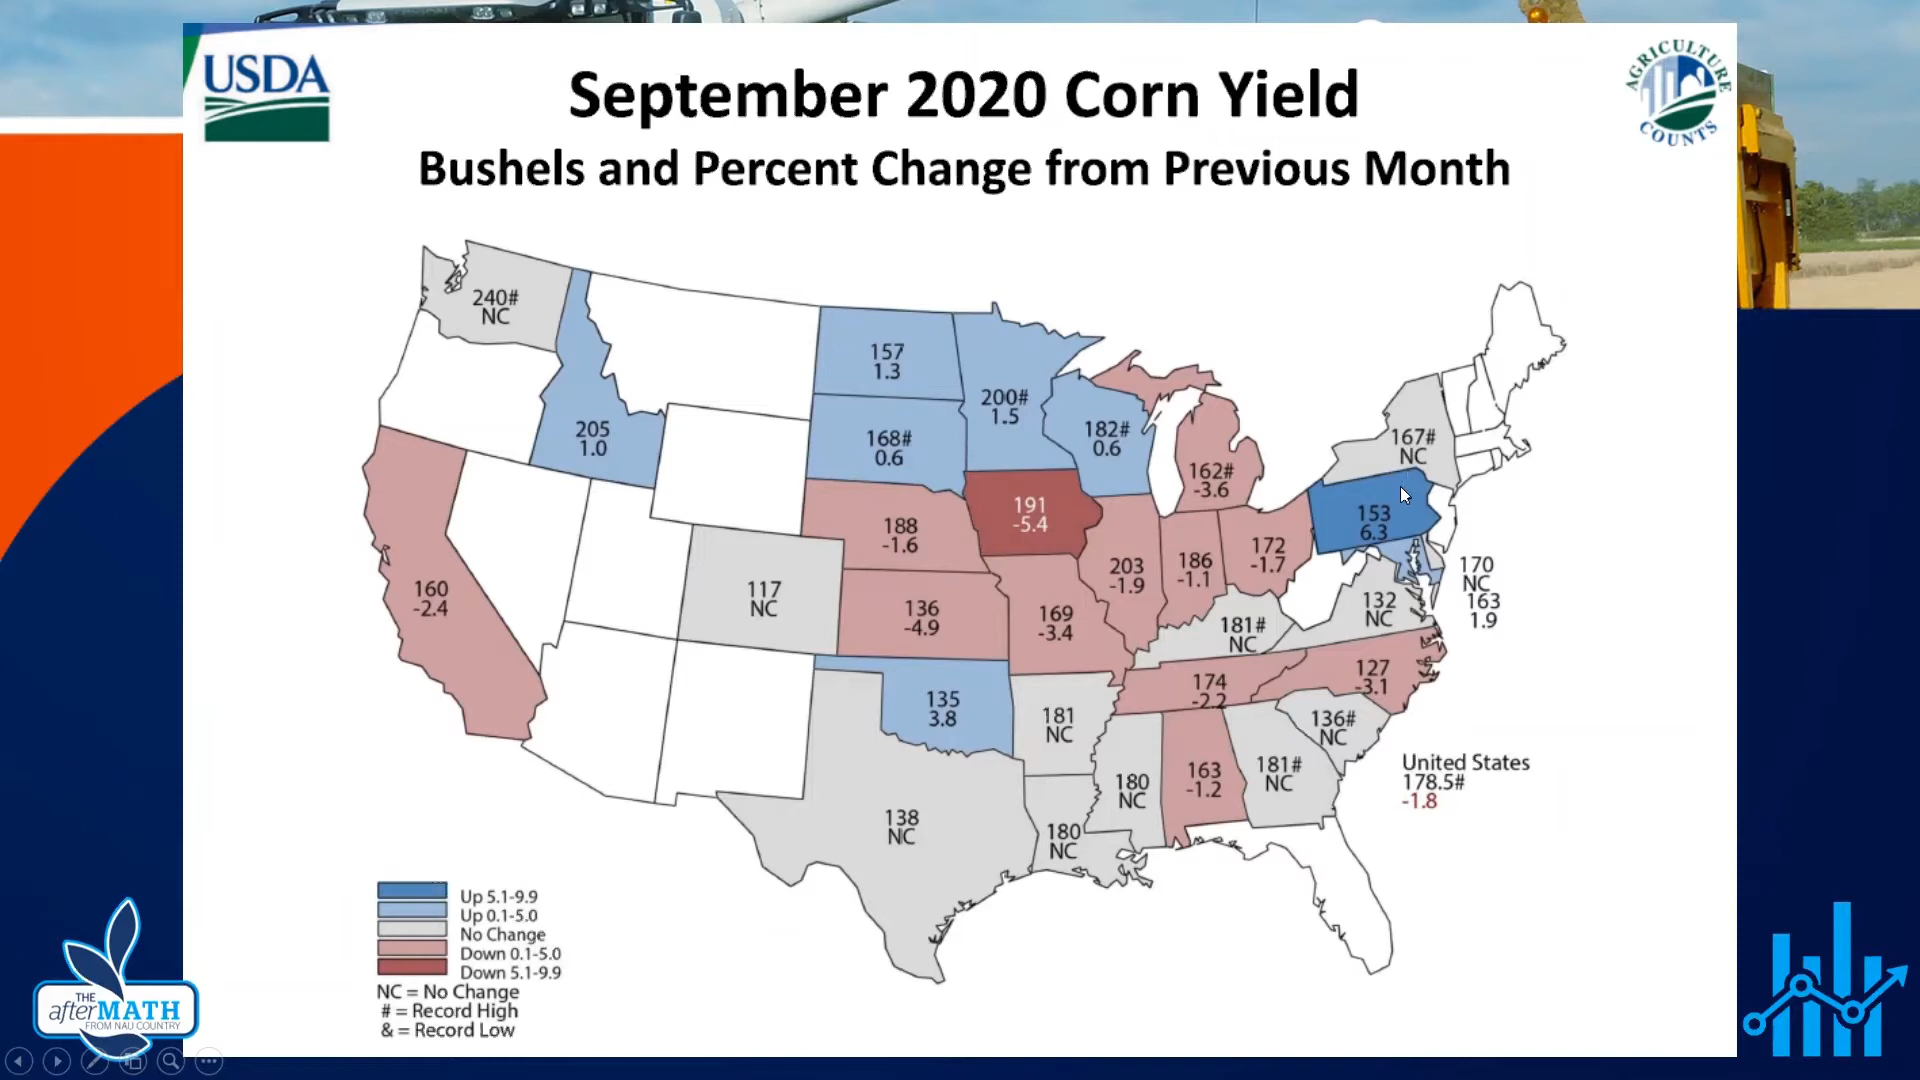 USDA
AGRICULTURE
COUNTS
September 2020 Corn Yield
Bushels and Percent Change from Previous Month
240#
NC
157
1.3
200#
1.5
205
1.0
168#
0.6
182#
0.6
167#
NC
162#
-3.6
191
-5.4
188
-1.6
153
6.3
172
-1.7
186
-1.1
203
-1.9
170
NC
163
1.9
160
-2.4
117
NC
136
-4.9
169
-3.4
132
NC
181#
NC
127
-3.1
174
-2.2
135
3.8
181
NC
136#
NC
180
NC
163
-1.2
181#
NC
138
NC
180
NC
United States
178.5#
-1.8
Up 5.1-9.9
Up 0.1-5.0
No Change
Down 0.1-5.0
Down 5.1-9.9
NC = No Change
# = Record High
& = Record Low
THE
afterMATH
FROM NAU COUNTRY